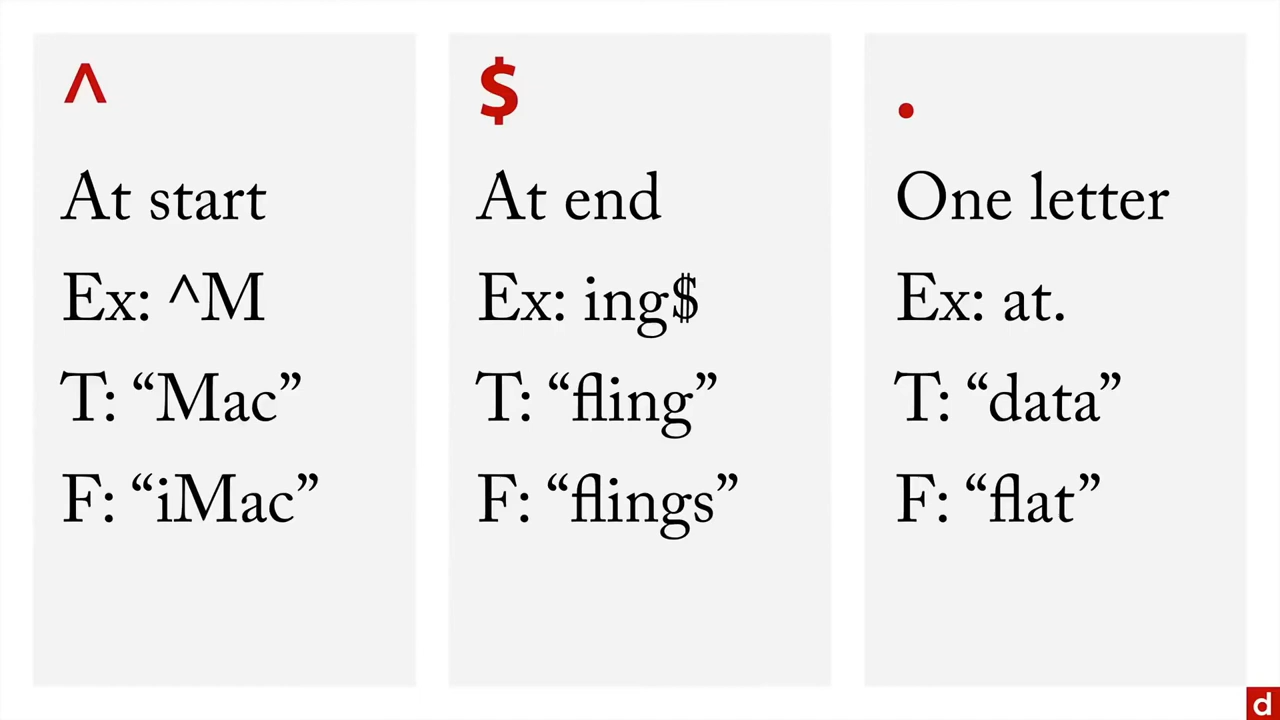 ^
At start
Ex: ^M
T: “Mac”
F: “iMac”
$
At end
Ex: ing$
T: “fling”
F: “flings”
.
One letter
Ex: at.
T: “data”
F: “flat”
d